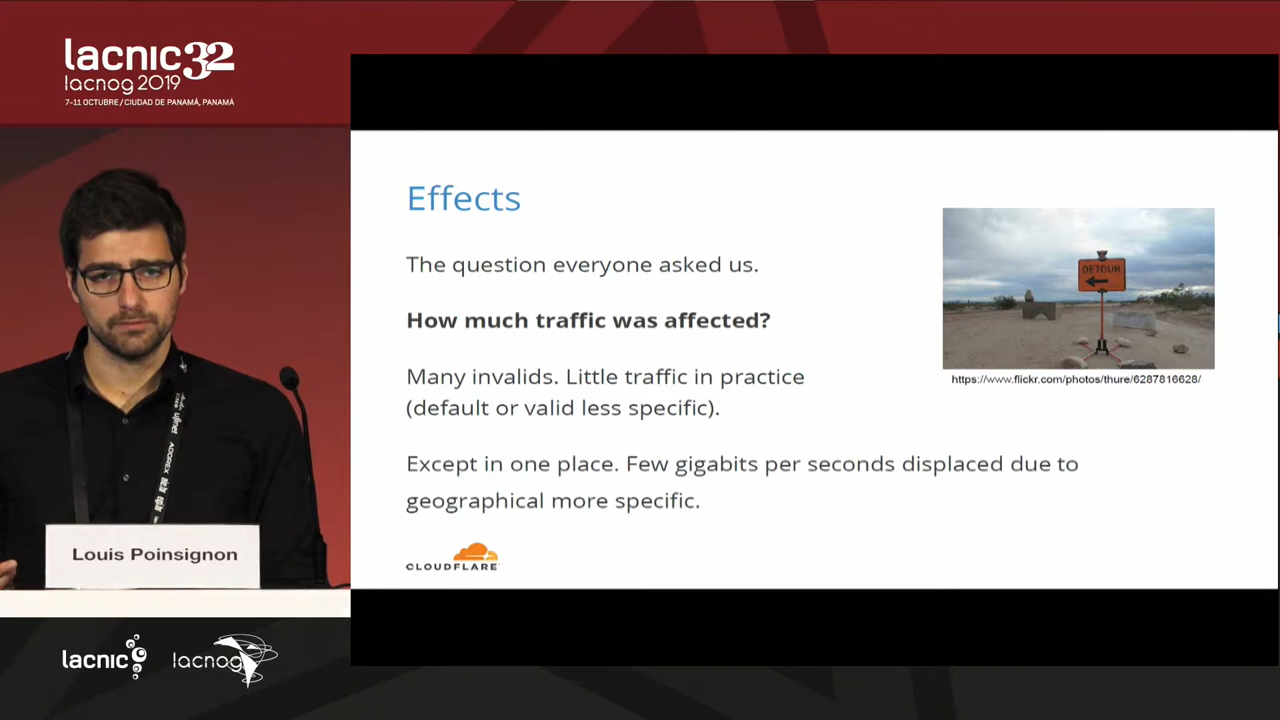 lacnic 32
lacnog 2019
7-11 OCTUBRE / CIUDAD DE PANAMÁ, PANAMÁ
Effects
The question everyone asked us.
How much traffic was affected?
Many invalids. Little traffic in practice
(default or valid less specific).
Except in one place. Few gigabits per seconds displaced due to
geographical more specific.
DETOUR
https://www.flickr.com/photos/thure/6287816628/
CLOUDFLARE
Louis Poinsignon
lacnic
lacnog